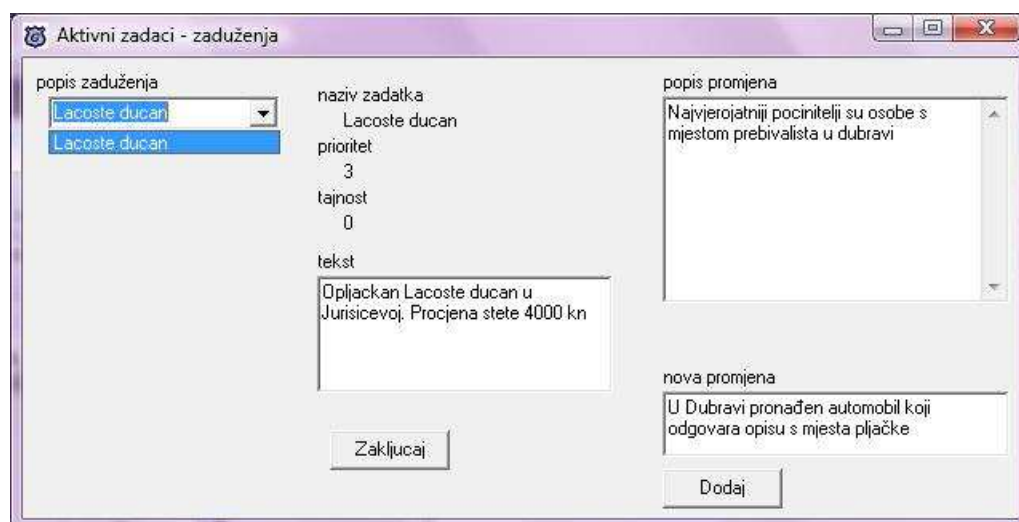 Aktivni zadaci - zaduženja
popis zaduženja
Lacoste ducan
Lacoste ducan
naziv zadatka
Lacoste ducan
prioritet
3
tajnost
0
tekst
Opljackan Lacoste ducan u
Jurisicevoj. Procjena stete 4000 kn
Zakljucaj
popis promjena
Najvjerojatniji pocinitelji su osobe s
mjestom prebivalista u dubravi
nova promjena
U Dubravi pronađen automobil koji
odgovara opisu s mjesta pljačke
Dodaj